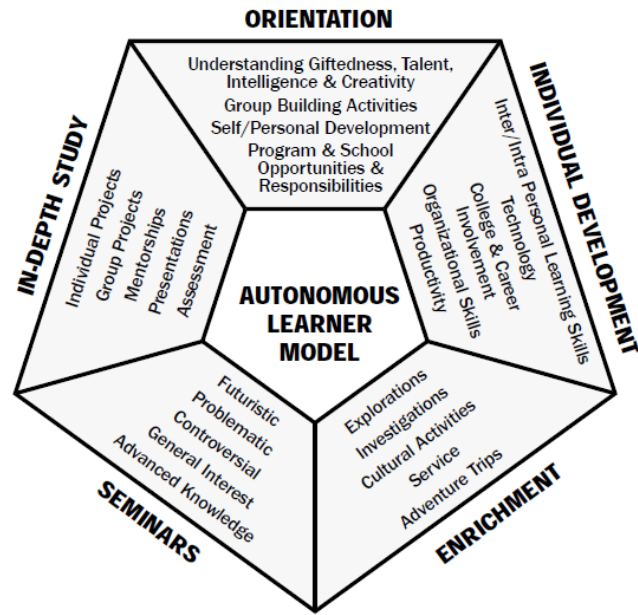 ORIENTATION
Understanding Giftedness, Talent,
Intelligence & Creativity
Group Building Activities
Self/Personal Development
Program & School
Opportunities &
Responsibilities
INDIVIDUAL DEVELOPMENT
Inter/Intra Personal Learning Skills
Technology
College & Career
Involvement
Organizational Skills
Productivity
ENRICHMENT
Explorations
Investigations
Cultural Activities
Service
Adventure Trips
SEMINARS
Futuristic
Problematic
Controversial
General Interest
Advanced Knowledge
IN-DEPTH STUDY
Individual Projects
Group Projects
Mentorships
Presentations
Assessment
AUTONOMOUS
LEARNER
MODEL